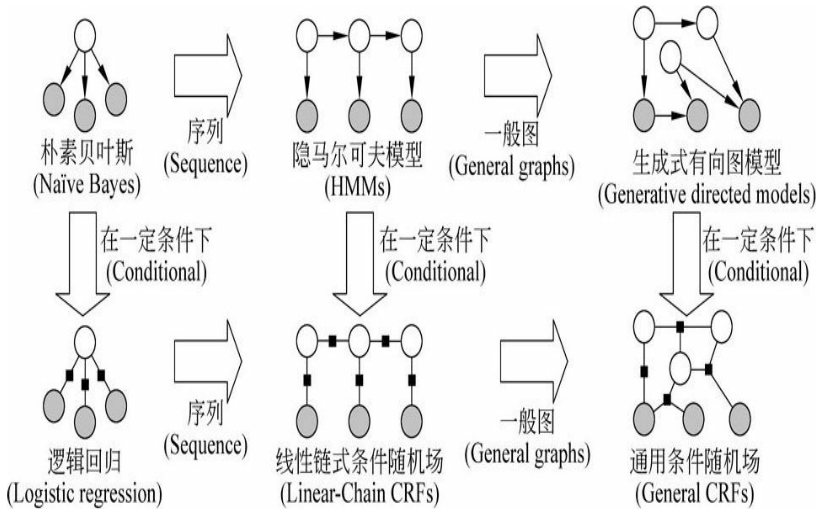 朴素贝叶斯
(Naïve Bayes)
序列
(Sequence)
隐马尔可夫模型
(HMMs)
一般图
(General graphs)
生成式有向图模型
(Generative directed models)
在一定条件下
(Conditional)
在一定条件下
(Conditional)
在一定条件下
(Conditional)
逻辑回归
(Logistic regression)
序列
(Sequence)
线性链式条件随机场
(Linear-Chain CRFs)
一般图
(General graphs)
通用条件随机场
(General CRFs)